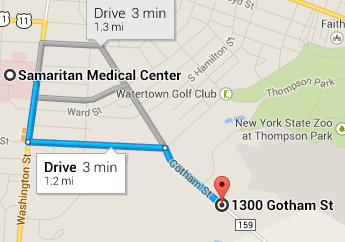 Drive 3 min
1.3 mi
11
Samaritan Medical Center
S Hamilton St
Thompson Park
Watertown Golf Club
Ward St
New York State Zoo
at Thompson Park
St
Drive 3 min
1.2 mi
Washington St
Gotham St
1300 Gotham St
159